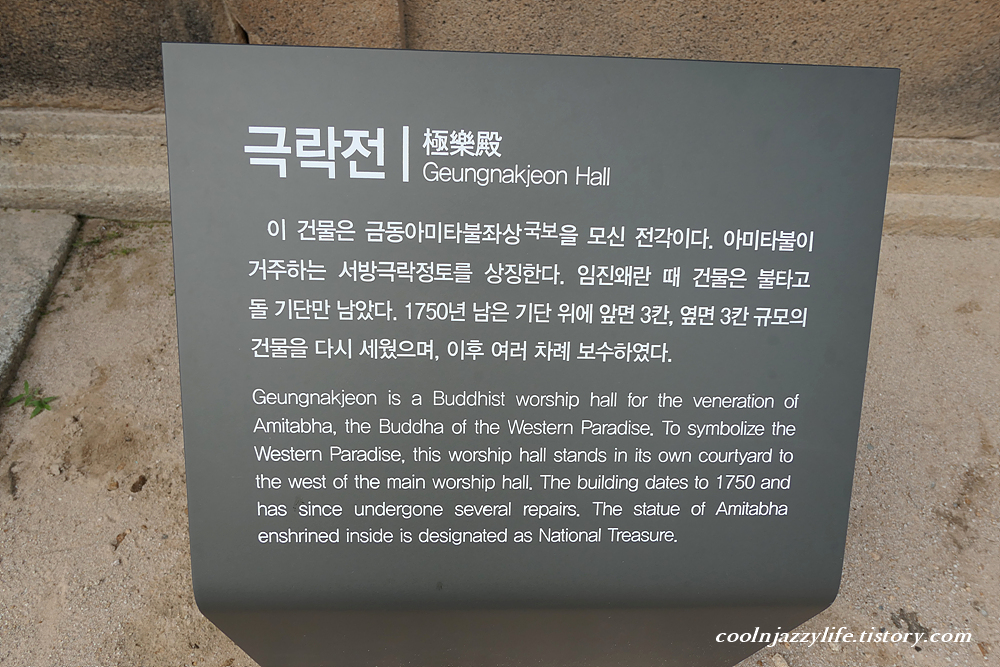 극락전 極樂殿
Geungnakjeon Hall
이 건물은 금동아미타불좌상국보을 모신 전각이다. 아미타불이
거주하는 서방극락정토를 상징한다. 임진왜란 때 건물은 불타고
돌 기단만 남았다. 1750년 남은 기단 위에 앞면 3칸, 옆면 3칸 규모의
건물을 다시 세웠으며, 이후 여러 차례 보수하였다.
Geungnakjeon is a Buddhist worship hall for the veneration of
Amitabha, the Buddha of the Western Paradise. To symbolize the
Western Paradise, this worship hall stands in its own courtyard to
the west of the main worship hall. The building dates to 1750 and
has since undergone several repairs. The statue of Amitabha
enshrined inside is designated as National Treasure.
coolnjazzylife.tistory.com